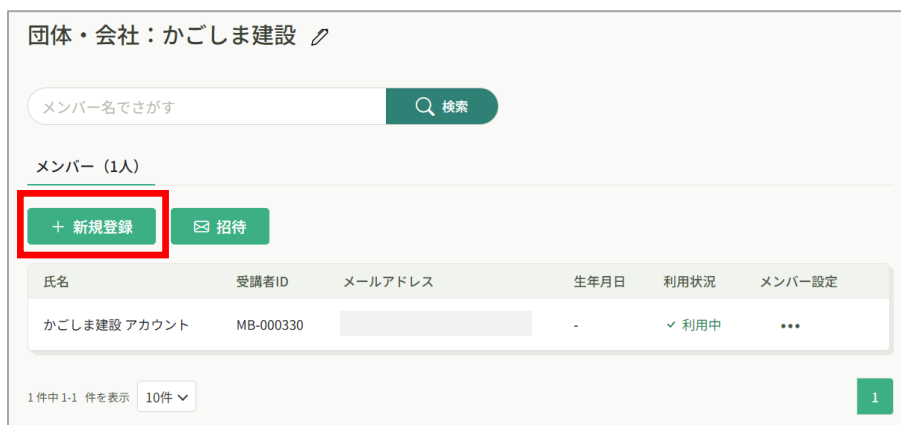 団体・会社：かごしま建設
メンバー名でさがす 検索
メンバー（1人）
＋ 新規登録 招待
氏名 受講者ID メールアドレス 生年月日 利用状況 メンバー設定
かごしま建設 アカウント MB-000330 - 利用中 •••
1 件中 1-1 件を表示 10件 1